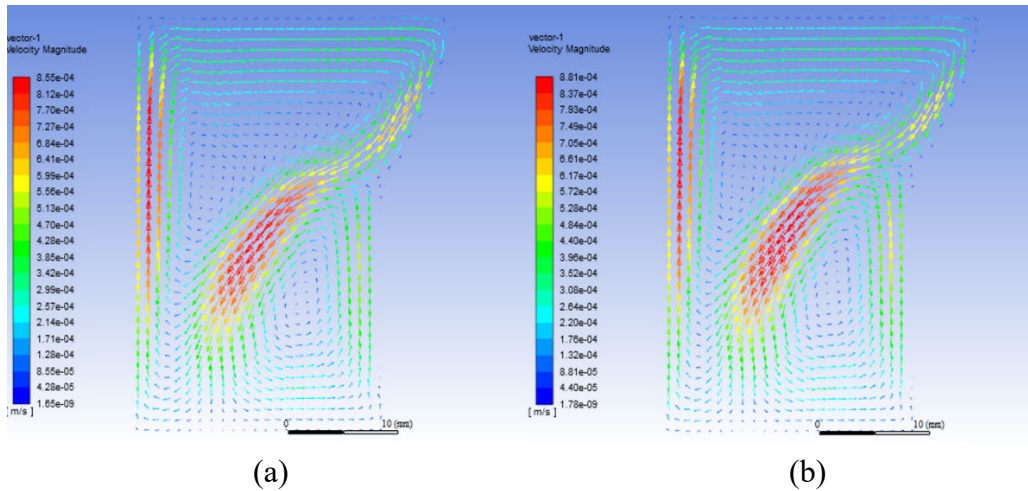 vector-1
Velocity Magnitude
8.55e-04
8.12e-04
7.70e-04
7.27e-04
6.84e-04
6.41e-04
5.99e-04
5.56e-04
5.13e-04
4.70e-04
4.28e-04
3.85e-04
3.42e-04
2.99e-04
2.57e-04
2.14e-04
1.71e-04
1.28e-04
8.55e-05
4.28e-05
1.65e-09
[ m/s ]
0 10 (mm)
(a)
vector-1
Velocity Magnitude
8.81e-04
8.37e-04
7.93e-04
7.49e-04
7.05e-04
6.61e-04
6.17e-04
5.72e-04
5.28e-04
4.84e-04
4.40e-04
3.96e-04
3.52e-04
3.08e-04
2.64e-04
2.20e-04
1.76e-04
1.32e-04
8.81e-05
4.40e-05
1.78e-09
[ m/s ]
0 10 (mm)
(b)